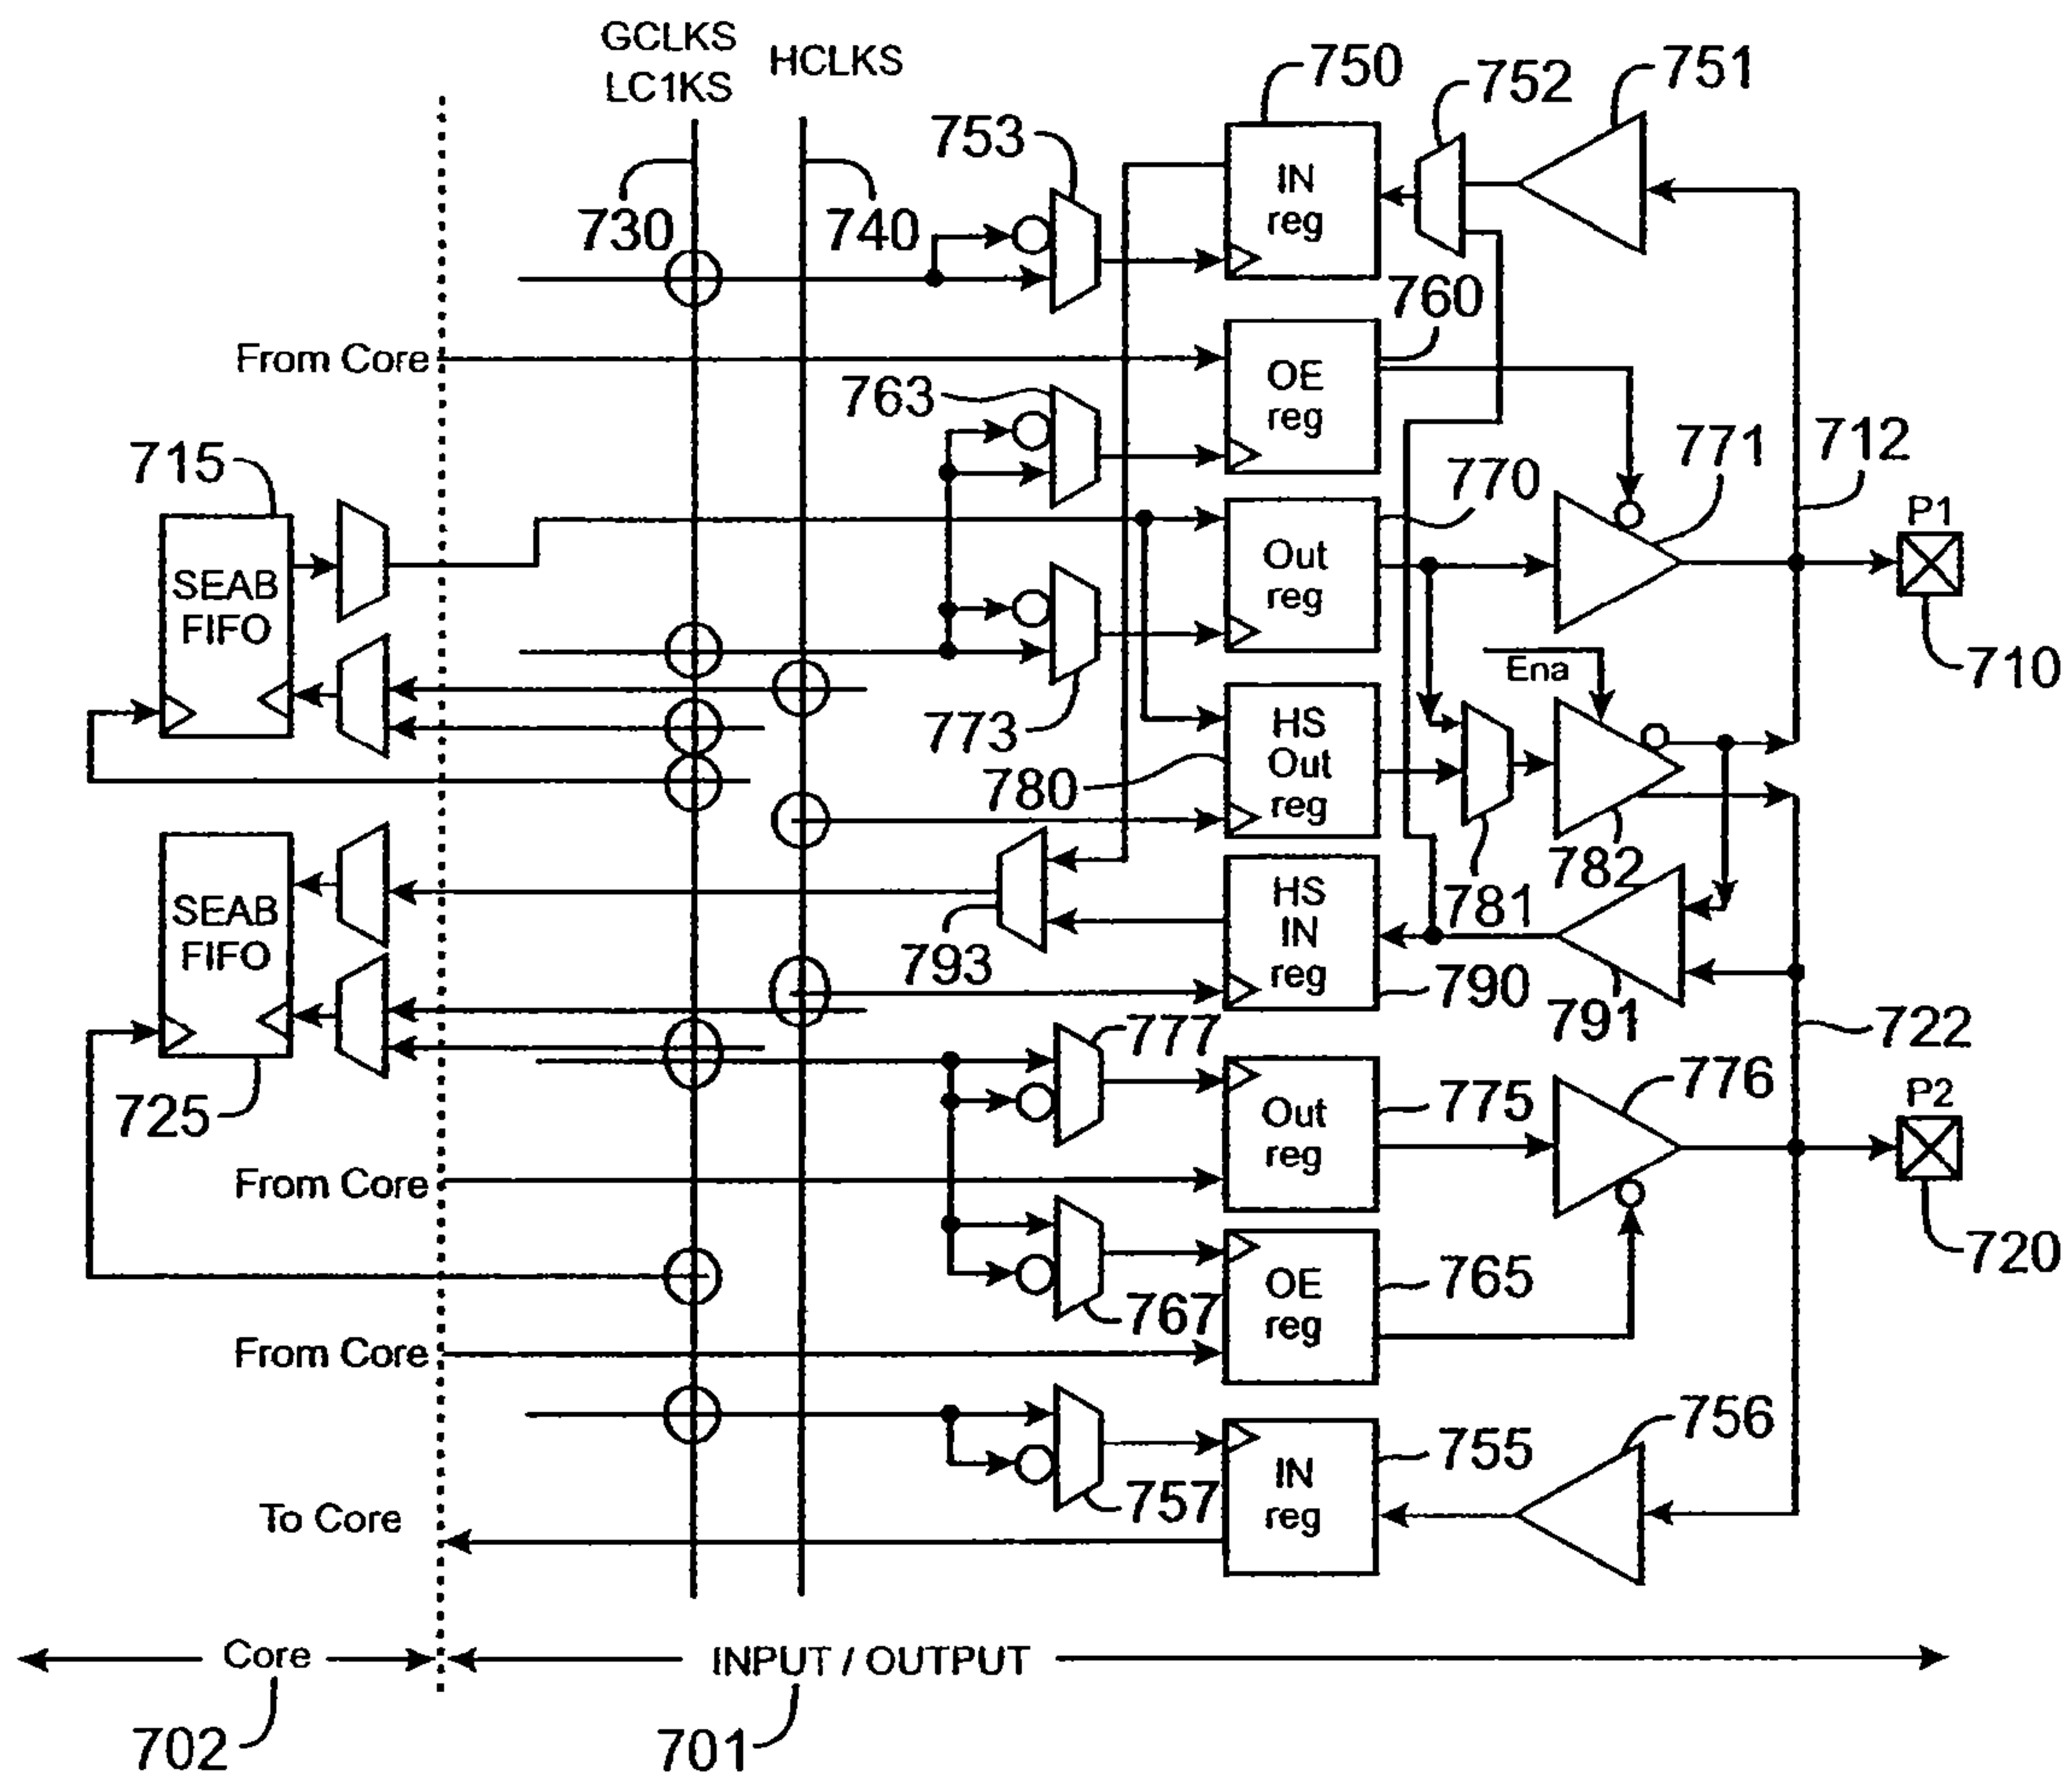 GCLKS
LC1KS
HCLKS
750
752
751
753
IN
reg
730
740
760
From Core
OE
reg
763
715
770
771
712
P1
SEAB
FIFO
Out
reg
710
Ena
773
HS
Out
reg
780
782
781
SEAB
FIFO
HS
IN
reg
793
790
791
777
722
725
Out
reg
775
776
P2
From Core
720
OE
reg
765
767
From Core
756
755
IN
reg
757
To Core
Core
INPUT / OUTPUT
702
701